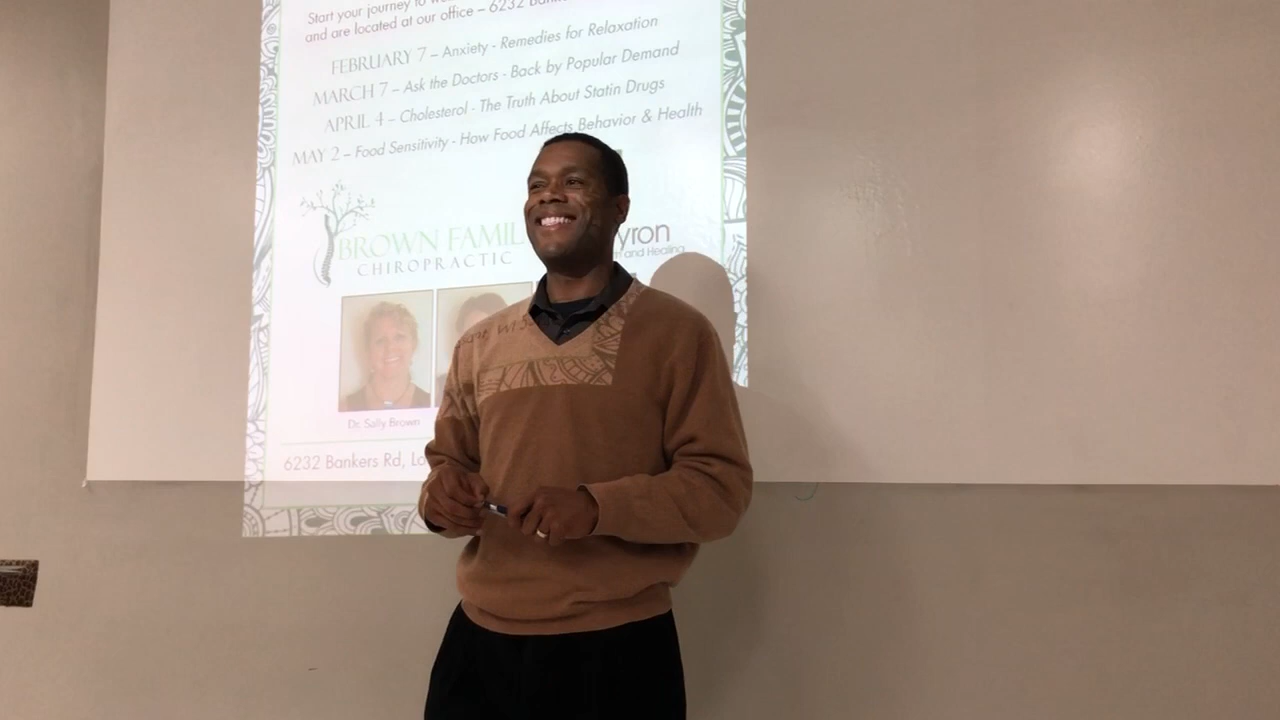 Start your journey to we
and are located at our office – 6232 Banke
FEBRUARY 7 – Anxiety - Remedies for Relaxation
MARCH 7 – Ask the Doctors - Back by Popular Demand
APRIL 4 – Cholesterol - The Truth About Statin Drugs
MAY 2 – Food Sensitivity - How Food Affects Behavior & Health
BROWN FAMIL yron
CHIROPRACTIC and Healing
Dr. Sally Brown
6232 Bankers Rd, Lo